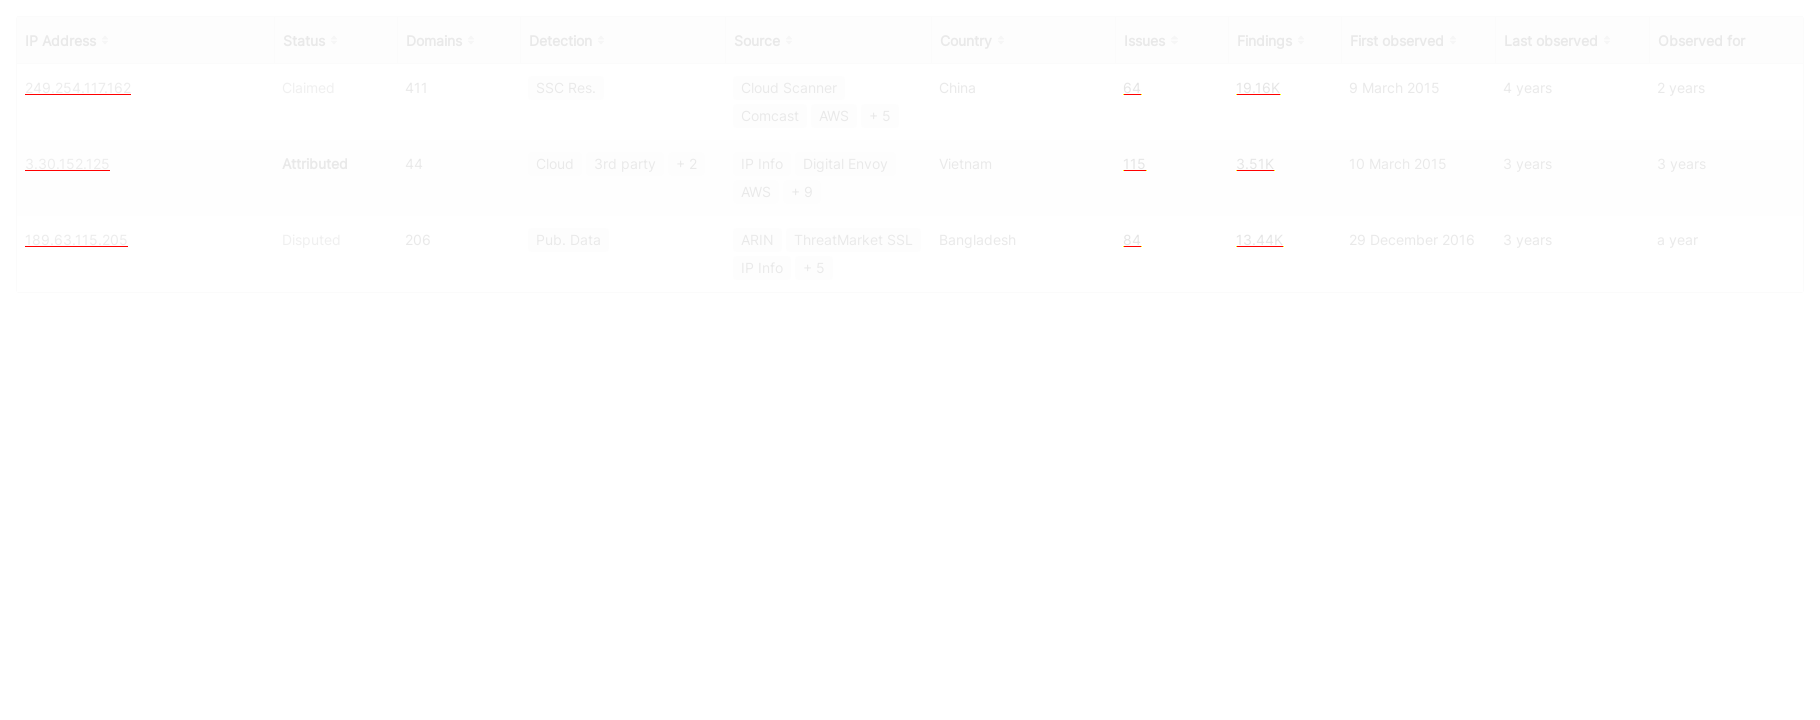 IP Address Status Domains Detection Source Country Issues Findings First observed Last observed Observed for
249.254.117.162 Claimed 411 SSC Res. Cloud Scanner China 64 19.16K 9 March 2015 4 years 2 years
Comcast AWS + 5
3.30.152.125 Attributed 44 Cloud 3rd party + 2 IP Info Digital Envoy Vietnam 115 3.51K 10 March 2015 3 years 3 years
AWS + 9
189.63.115.205 Disputed 206 Pub. Data ARIN ThreatMarket SSL Bangladesh 84 13.44K 29 December 2016 3 years a year
IP Info + 5